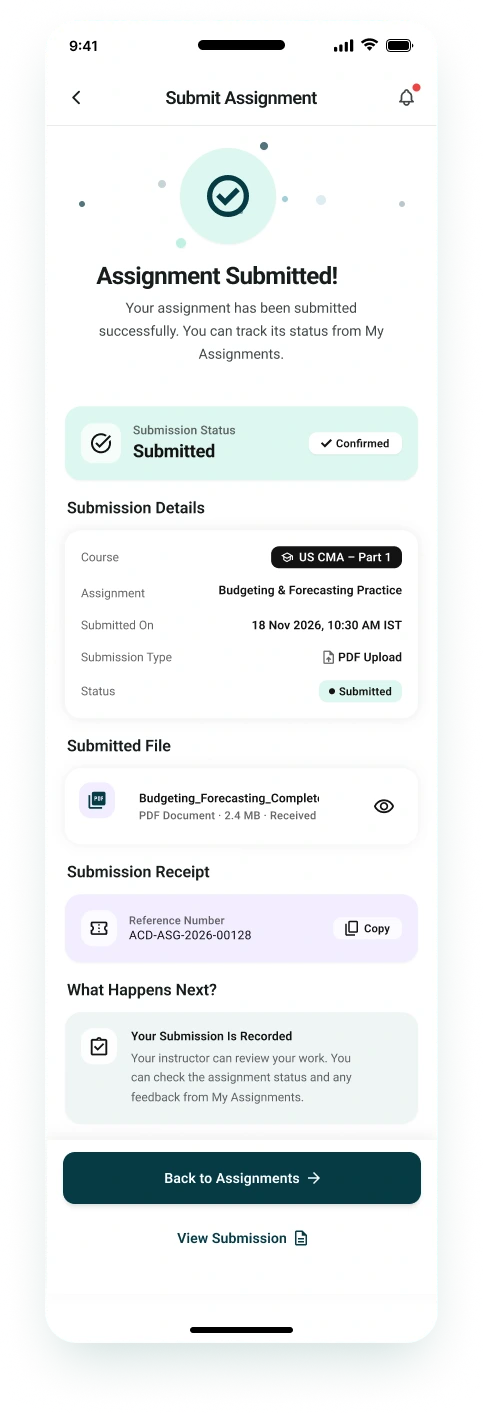 9:41
Submit Assignment
Assignment Submitted!
Your assignment has been submitted
successfully. You can track its status from My
Assignments.
Submission Status
Submitted
Confirmed
Submission Details
Course
US CMA – Part 1
Assignment
Budgeting & Forecasting Practice
Submitted On
18 Nov 2026, 10:30 AM IST
Submission Type
PDF Upload
Status
Submitted
Submitted File
PDF
Budgeting_Forecasting_Complet
PDF Document · 2.4 MB · Received
Submission Receipt
Reference Number
ACD-ASG-2026-00128
Copy
What Happens Next?
Your Submission Is Recorded
Your instructor can review your work. You
can check the assignment status and any
feedback from My Assignments.
Back to Assignments
View Submission